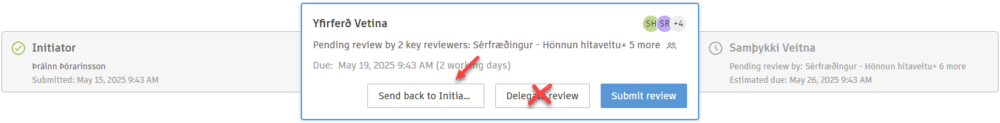 Initiator
Þráinn Þórarinsson
Submitted: May 15, 2025 9:43 AM
Yfirferð Vetina
SH SR +4
Pending review by 2 key reviewers: Sérfræðingur - Hönnun hitaveitu+ 5 more
Due: May 19, 2025 9:43 AM (2 working days)
Send back to Initia...
Delegate review
Submit review
Samþykki Veitna
Pending review by: Sérfræðingur - Hönnun hitaveitu+ 6 more
Estimated due: May 26, 2025 9:43 AM